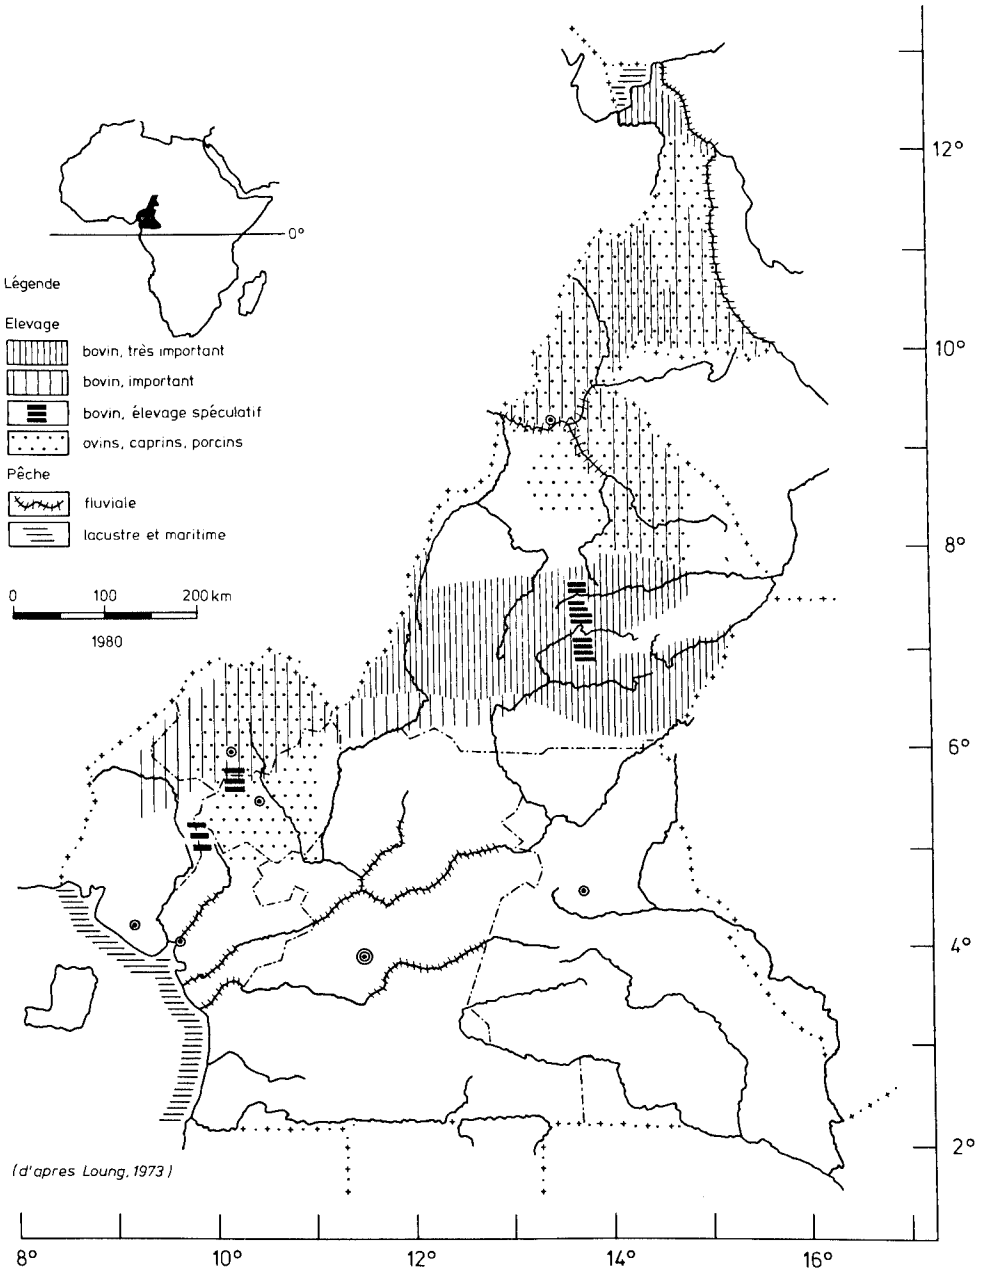 12°
0°
Légende
Elevage
bovin, très important
bovin, important
bovin, élevage spéculatif
ovins, caprins, porcins
Pêche
fluviale
lacustre et maritime
0 100 200 km
1980
10°
8°
6°
4°
2°
(d'apres Loung, 1973)
8° 10° 12° 14° 16°